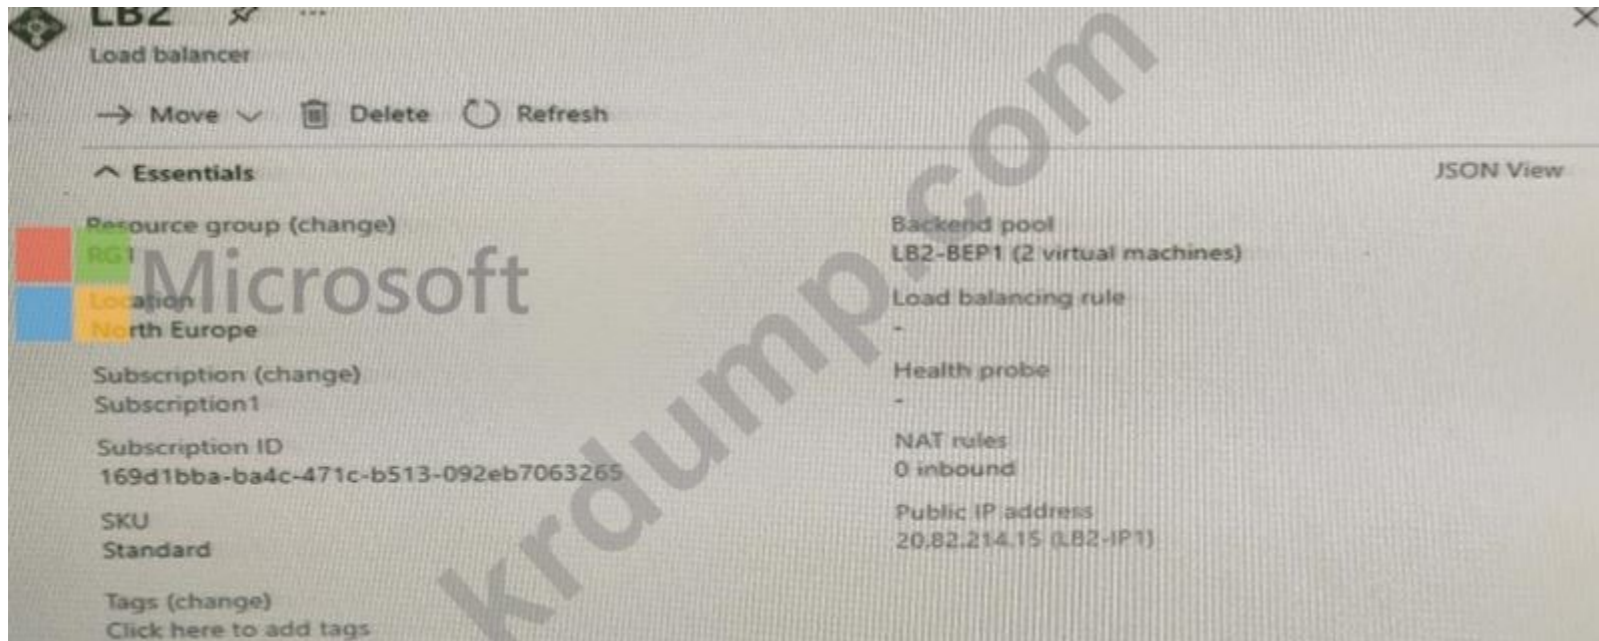 LB2
Load balancer
Move
Delete
Refresh
Essentials
JSON View
Resource group (change)
RG1
Location
North Europe
Subscription (change)
Subscription1
Subscription ID
169d1bba-ba4c-471c-b513-092eb7063265
SKU
Standard
Tags (change)
Click here to add tags
Backend pool
LB2-BEP1 (2 virtual machines)
Load balancing rule
-
Health probe
-
NAT rules
0 inbound
Public IP address
20.82.214.15 (LB2-IP1)
Microsoft
krdump.com